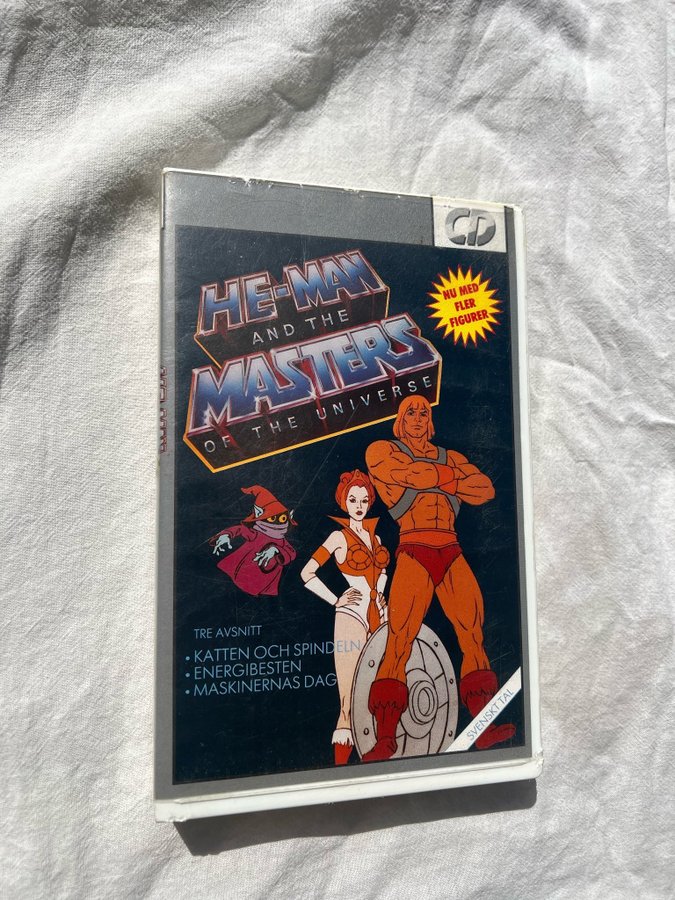 CD
HE-MAN
AND THE
MASTERS
OF THE UNIVERSE
NU MED
FLER
FIGURER
TRE AVSNITT
• KATTEN OCH SPINDELN
• ENERGIBESTEN
• MASKINERNAS DAG
SVENSKT TAL